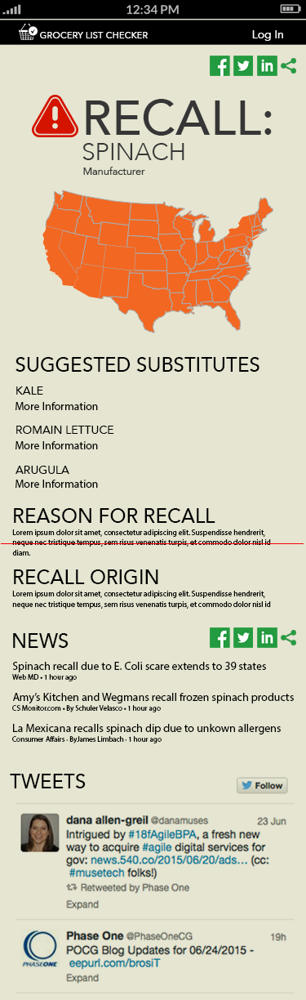 12:34 PM
GROCERY LIST CHECKER
Log In
RECALL:
SPINACH
Manufacturer
SUGGESTED SUBSTITUTES
KALE
More Information
ROMAIN LETTUCE
More Information
ARUGULA
More Information
REASON FOR RECALL
Lorem ipsum dolor sit amet, consectetur adipiscing elit. Suspendisse hendrerit,
neque nec tristique tempus, sem risus venenatis turpis, et commodo dolor nisl id
diam.
RECALL ORIGIN
Lorem ipsum dolor sit amet, consectetur adipiscing elit. Suspendisse hendrerit,
neque nec tristique tempus, sem risus venenatis turpis, et commodo dolor nisl id
NEWS
Spinach recall due to E. Coli scare extends to 39 states
Web MD • 1 hour ago
Amy's Kitchen and Wegmans recall frozen spinach products
CS Monitor.com • By Schuler Velasco • 1 hour ago
La Mexicana recalls spinach dip due to unkown allergens
Consumer Affairs · ByJames Limbach · 1 hour ago
TWEETS
Follow
dana allen-greil @danamuses 23 Jun
Intrigued by #18fAgileBPA, a fresh new
way to acquire #agile digital services for
gov: news.540.co/2015/06/20/ads... (cc:
#musetech folks!)
Retweeted by Phase One
Expand
Phase One @PhaseOneCG 19h
POCG Blog Updates for 06/24/2015 -
eepurl.com/brosiT
PHASEONE
Expand